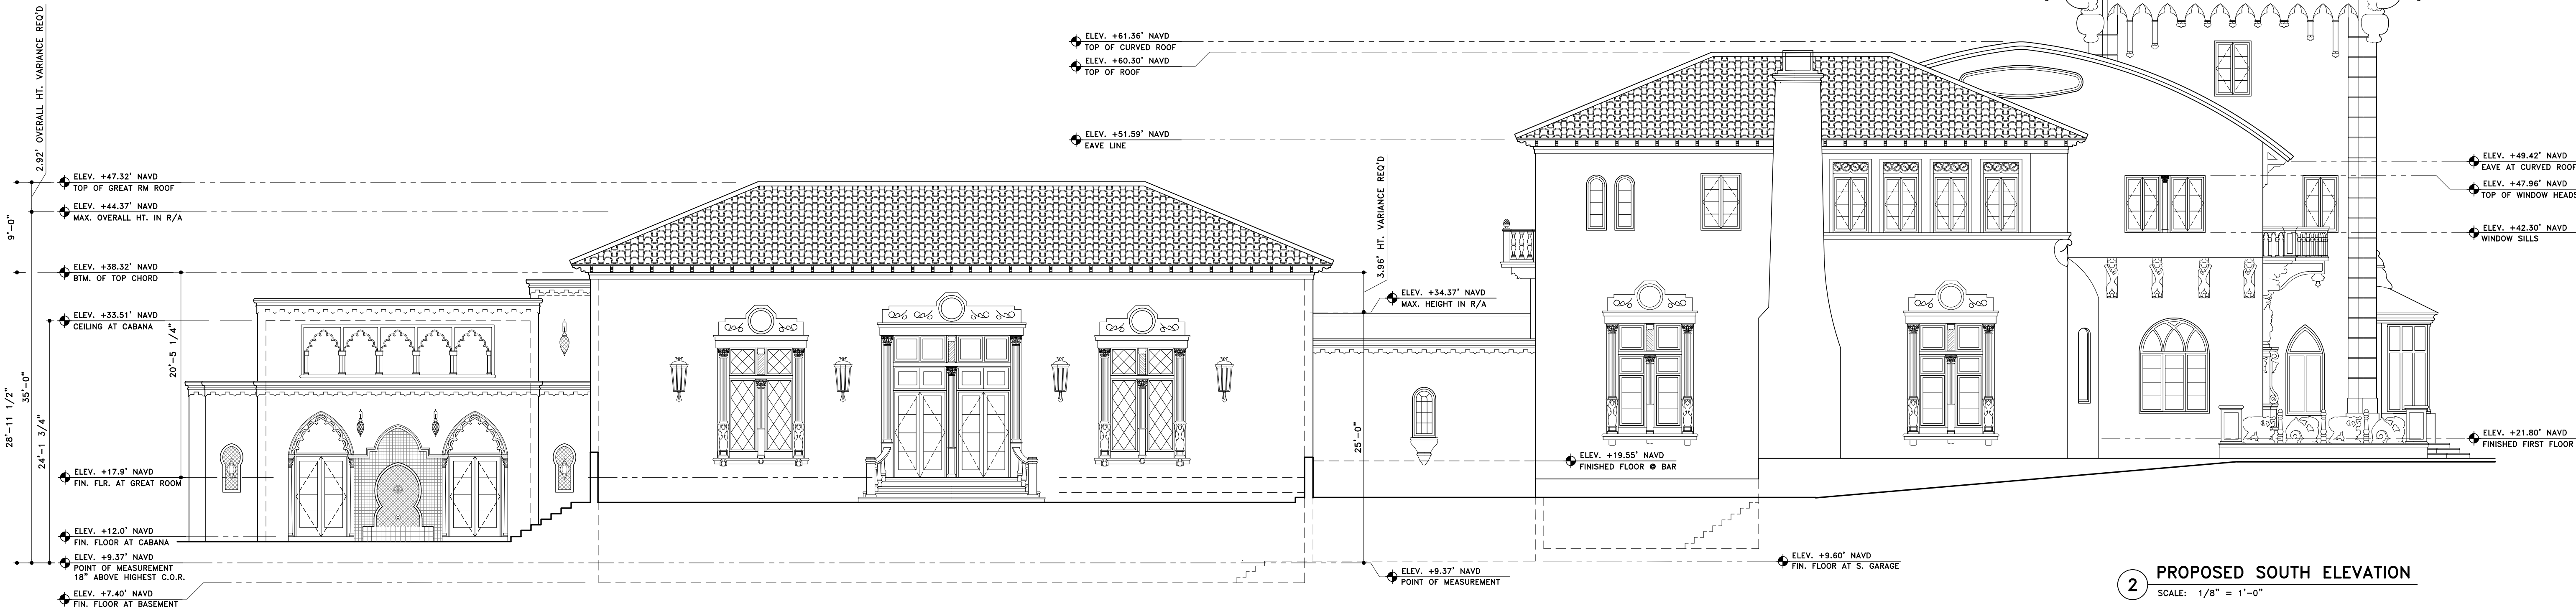 2.92' OVERALL HT. VARIANCE REQ'D
ELEV. +47.32' NAVD
TOP OF GREAT RM ROOF
ELEV. +44.37' NAVD
MAX. OVERALL HT. IN R/A
9'-0"
ELEV. +38.32' NAVD
BTM. OF TOP CHORD
ELEV. +33.51' NAVD
CEILING AT CABANA
20'-5 1/4"
28'-11 1/2"
35'-0"
24'-1 3/4"
ELEV. +17.9' NAVD
FIN. FLR. AT GREAT ROOM
ELEV. +12.0' NAVD
FIN. FLOOR AT CABANA
ELEV. +9.37' NAVD
POINT OF MEASUREMENT
18" ABOVE HIGHEST C.O.R.
ELEV. +7.40' NAVD
FIN. FLOOR AT BASEMENT
ELEV. +61.36' NAVD
TOP OF CURVED ROOF
ELEV. +60.30' NAVD
TOP OF ROOF
ELEV. +51.59' NAVD
EAVE LINE
3.96' HT. VARIANCE REQ'D
ELEV. +34.37' NAVD
MAX. HEIGHT IN R/A
25'-0"
ELEV. +19.55' NAVD
FINISHED FLOOR @ BAR
ELEV. +9.37' NAVD
POINT OF MEASUREMENT
ELEV. +9.60' NAVD
FIN. FLOOR AT S. GARAGE
ELEV. +49.42' NAVD
EAVE AT CURVED ROOF
ELEV. +47.96' NAVD
TOP OF WINDOW HEADS
ELEV. +42.30' NAVD
WINDOW SILLS
ELEV. +21.80' NAVD
FINISHED FIRST FLOOR
2 PROPOSED SOUTH ELEVATION
SCALE: 1/8" = 1'-0"